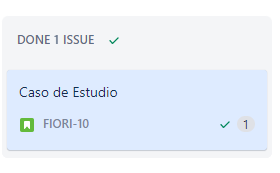 DONE 1 ISSUE
Caso de Estudio
FIORI-10
1